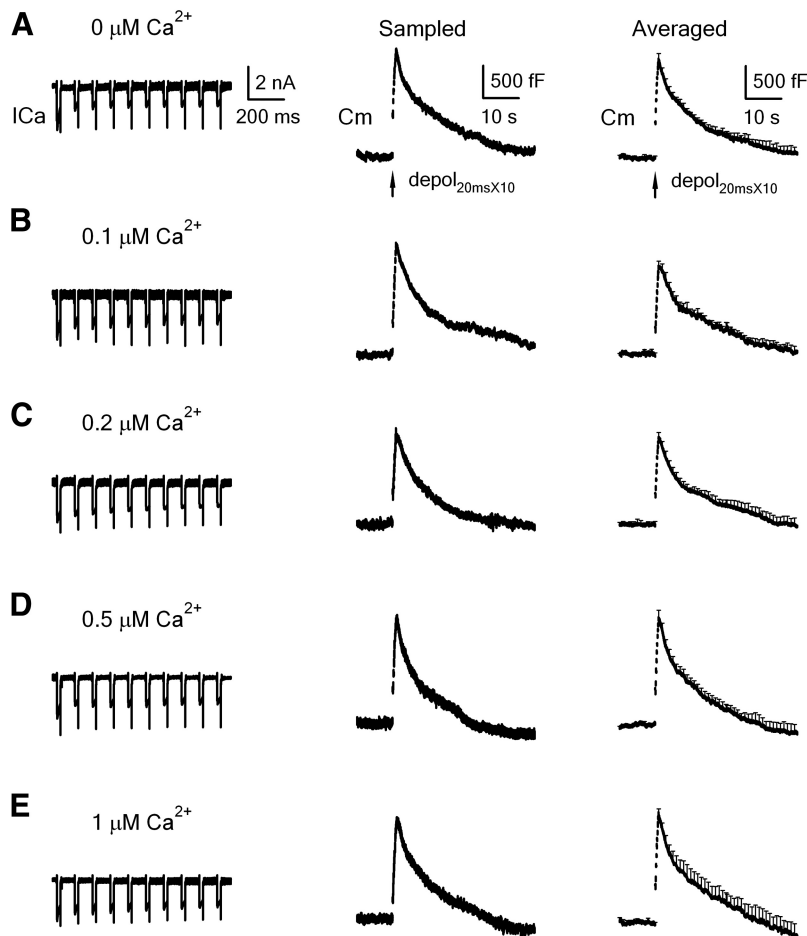 A
0 μM Ca²⁺
Sampled
Averaged
2 nA
500 fF
500 fF
ICa
200 ms
Cm
10 s
Cm
10 s
depol₂₀ₘₛX₁₀
depol₂₀ₘₛX₁₀
B
0.1 μM Ca²⁺
C
0.2 μM Ca²⁺
D
0.5 μM Ca²⁺
E
1 μM Ca²⁺